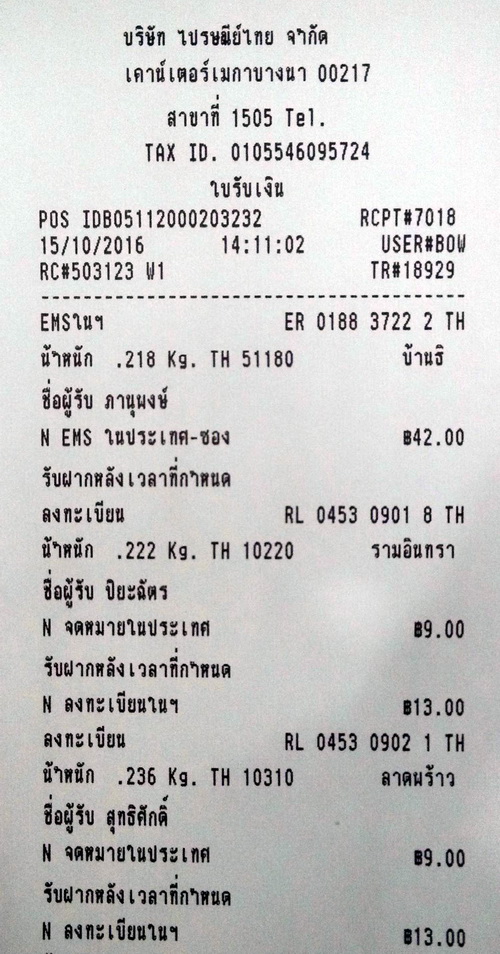 บริษัท ไปรษณีย์ไทย จำกัด
เคาน์เตอร์เมกาบางนา 00217
สาขาที่ 1505 Tel.
TAX ID. 0105546095724
ใบรับเงิน
POS IDB05112000203232 RCPT#7018
15/10/2016 14:11:02 USER#BOW
RC#503123 W1 TR#18929
----------------------------------------
EMSในฯ ER 0188 3722 2 TH
น้ำหนัก .218 Kg. TH 51180 บ้านธิ
ชื่อผู้รับ ภานุพงษ์
N EMS ในประเทศ-ซอง ฿42.00
รับฝากหลังเวลาที่กำหนด
ลงทะเบียน RL 0453 0901 8 TH
น้ำหนัก .222 Kg. TH 10220 รามอินทรา
ชื่อผู้รับ ปิยะฉัตร
N จดหมายในประเทศ ฿9.00
รับฝากหลังเวลาที่กำหนด
N ลงทะเบียนในฯ ฿13.00
ลงทะเบียน RL 0453 0902 1 TH
น้ำหนัก .236 Kg. TH 10310 ลาดพร้าว
ชื่อผู้รับ สุทธิศักดิ์
N จดหมายในประเทศ ฿9.00
รับฝากหลังเวลาที่กำหนด
N ลงทะเบียนในฯ ฿13.00